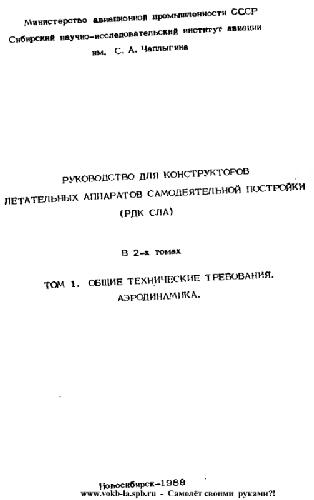 Министерство авиационной промышленности СССР
Сибирский научно-исследовательский институт авиации
им. С. А. Чаплыгина
РУКОВОДСТВО ДЛЯ КОНСТРУКТОРОВ
ЛЕТАТЕЛЬНЫХ АППАРАТОВ САМОДЕЯТЕЛЬНОЙ ПОСТРОЙКИ
(РДК СЛА)
В 2-х томах
ТОМ 1. ОБЩИЕ ТЕХНИЧЕСКИЕ ТРЕБОВАНИЯ.
АЭРОДИНАМИКА.
Новосибирск-1988
www.vokb-la.spb.ru - Самолёт своими руками?!